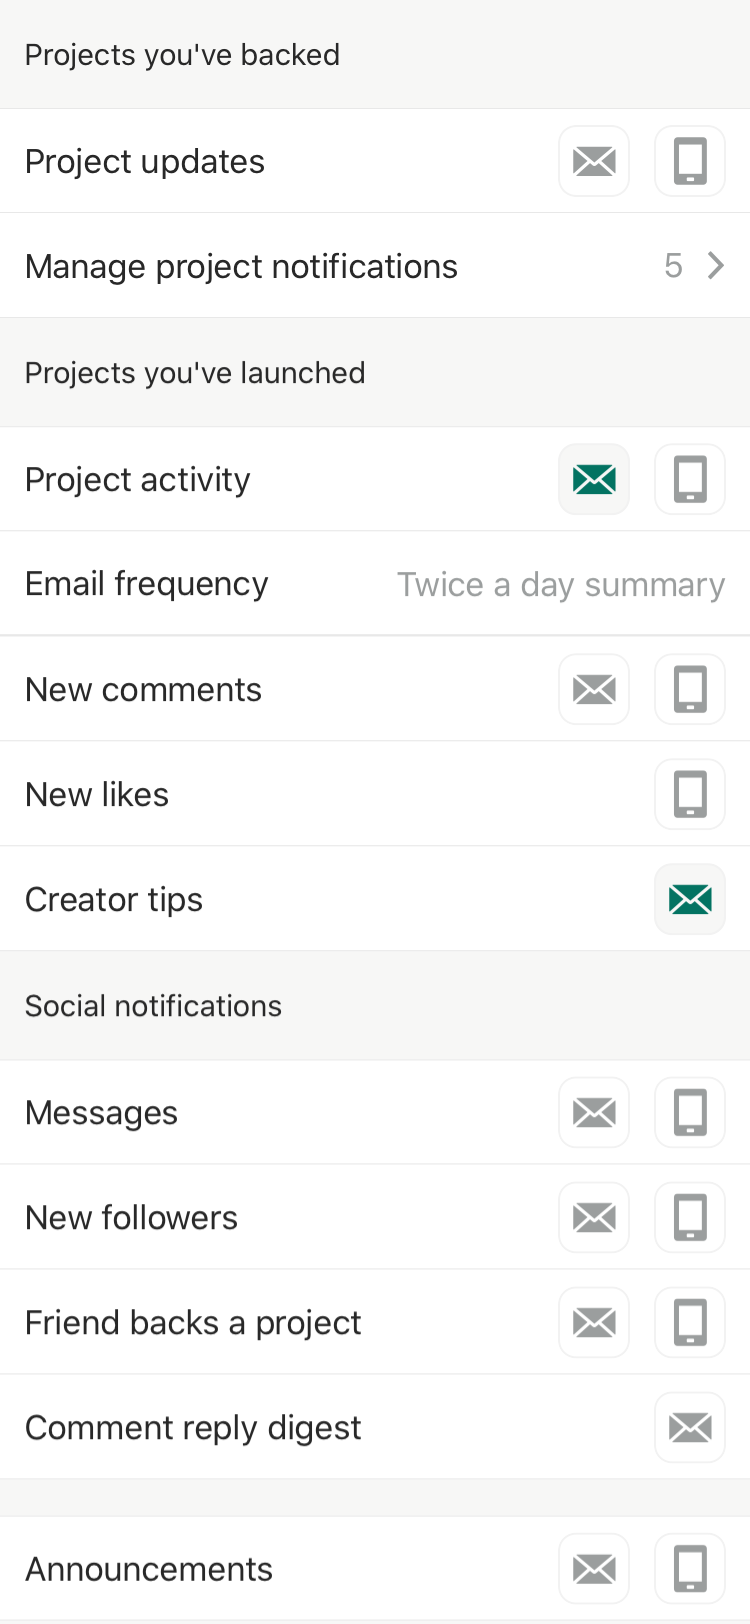 Projects you've backed
Project updates
Manage project notifications 5
Projects you've launched
Project activity
Email frequency Twice a day summary
New comments
New likes
Creator tips
Social notifications
Messages
New followers
Friend backs a project
Comment reply digest
Announcements